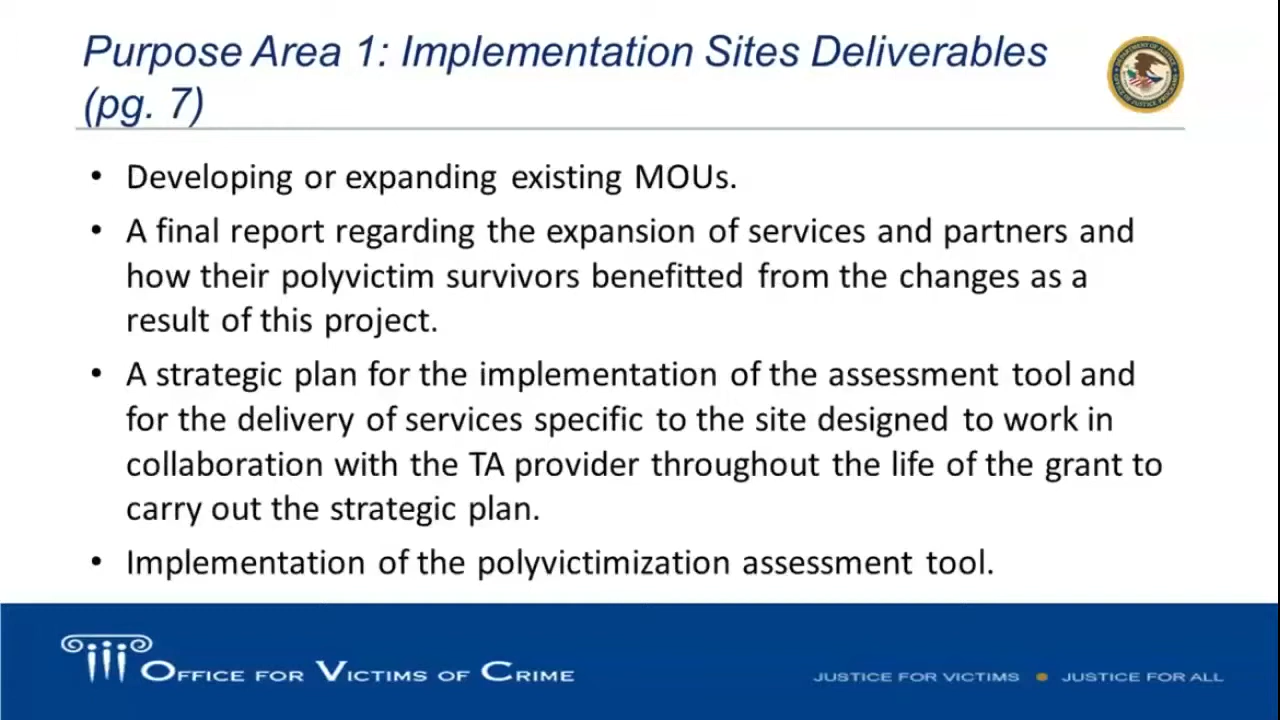 Purpose Area 1: Implementation Sites Deliverables
(pg. 7)
• Developing or expanding existing MOUs.
• A final report regarding the expansion of services and partners and
how their polyvictim survivors benefitted from the changes as a
result of this project.
• A strategic plan for the implementation of the assessment tool and
for the delivery of services specific to the site designed to work in
collaboration with the TA provider throughout the life of the grant to
carry out the strategic plan.
• Implementation of the polyvictimization assessment tool.
OFFICE FOR VICTIMS OF CRIME
JUSTICE FOR VICTIMS • JUSTICE FOR ALL